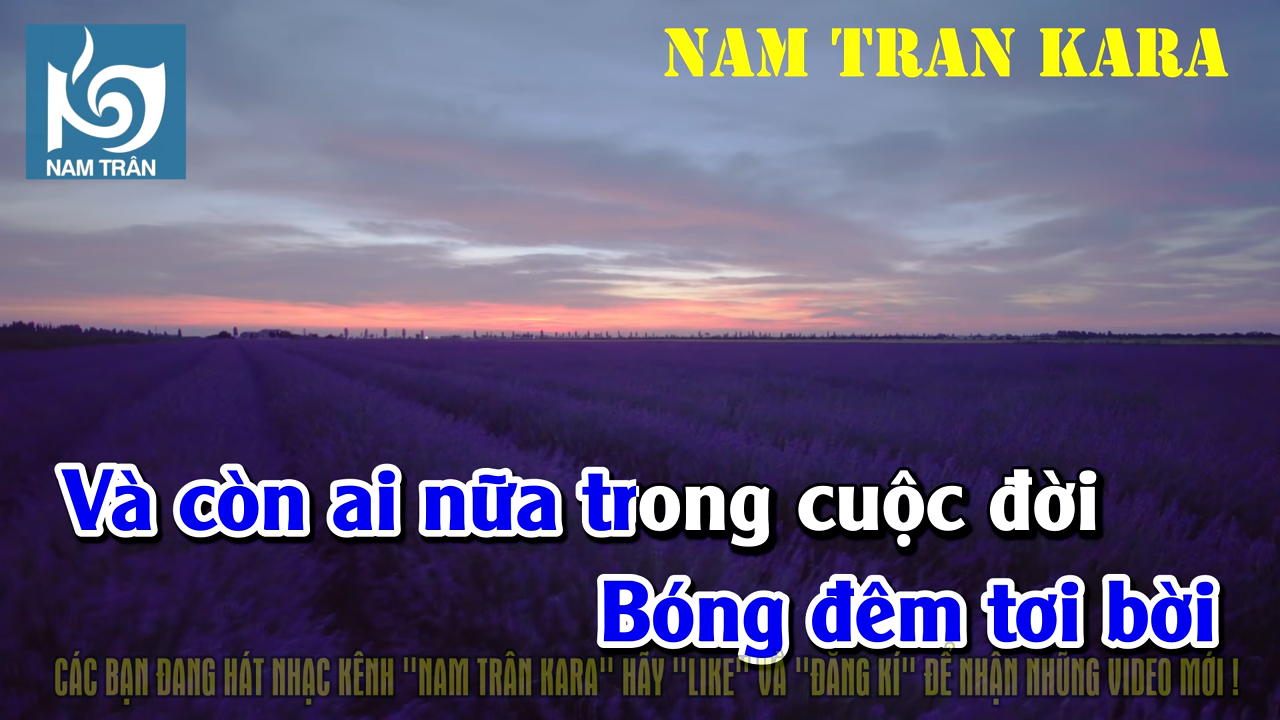 NAM TRAN KARA
NAM TRÂN
Và còn ai nữa trong cuộc đời
Bóng đêm tơi bời
CÁC BẠN ĐANG HÁT NHẠC KÊNH "NAM TRÂN KARA" HÃY "LIKE" VÀ "ĐĂNG KÍ" ĐỂ NHẬN NHŨNG VIDEO MỚI !